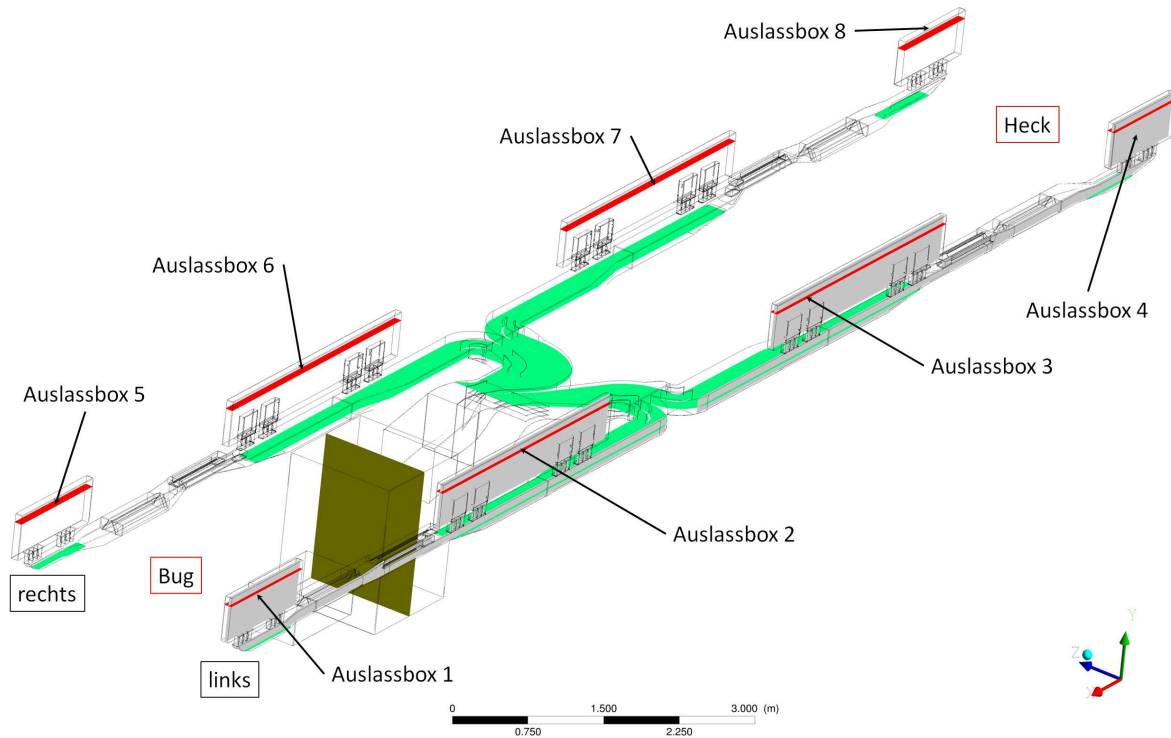 Auslassbox 8
Heck
Auslassbox 7
Auslassbox 6
Auslassbox 4
Auslassbox 3
Auslassbox 5
Auslassbox 2
Bug
rechts
Auslassbox 1
links
Y
Z
X
0 1.500 3.000 (m)
0.750 2.250